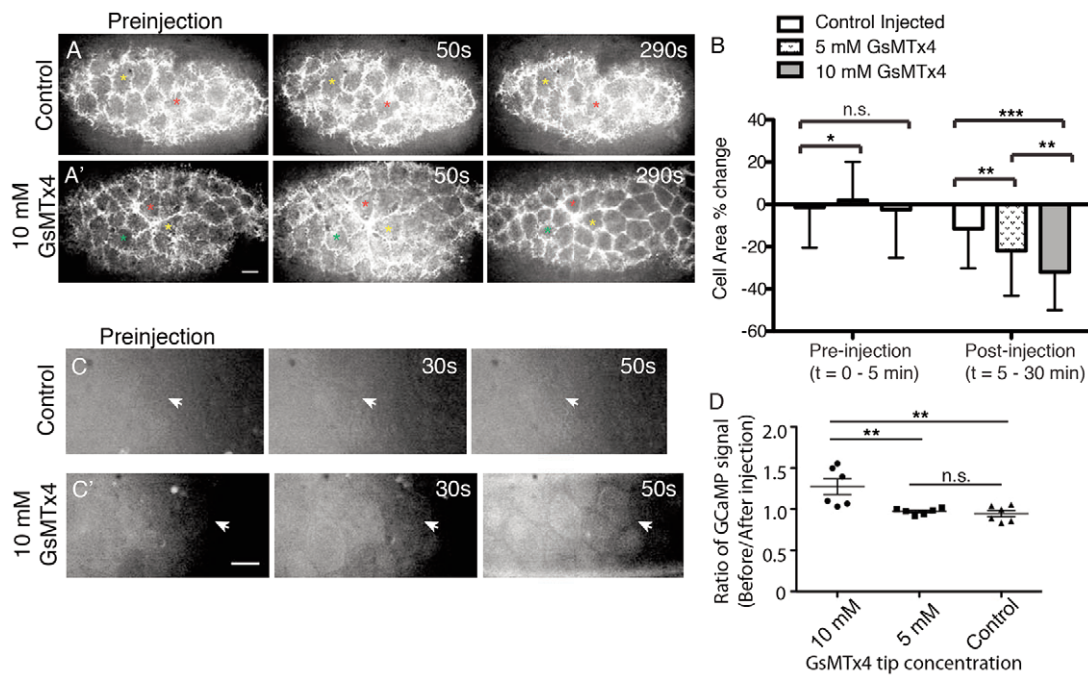 Preinjection
A
50s
290s
Control
A'
50s
290s
10 mM
GsMTx4
B
Control Injected
5 mM GsMTx4
10 mM GsMTx4
n.s.
*
***
**
**
40
20
0
-20
-40
-60
Cell Area % change
Pre-injection
(t = 0 - 5 min)
Post-injection
(t = 5 - 30 min)
Preinjection
C
30s
50s
Control
C'
30s
50s
10 mM
GsMTx4
D
**
**
n.s.
2.0
1.5
1.0
0.5
0
Ratio of GCaMP signal
(Before/After injection)
10 mM
5 mM
Control
GsMTx4 tip concentration